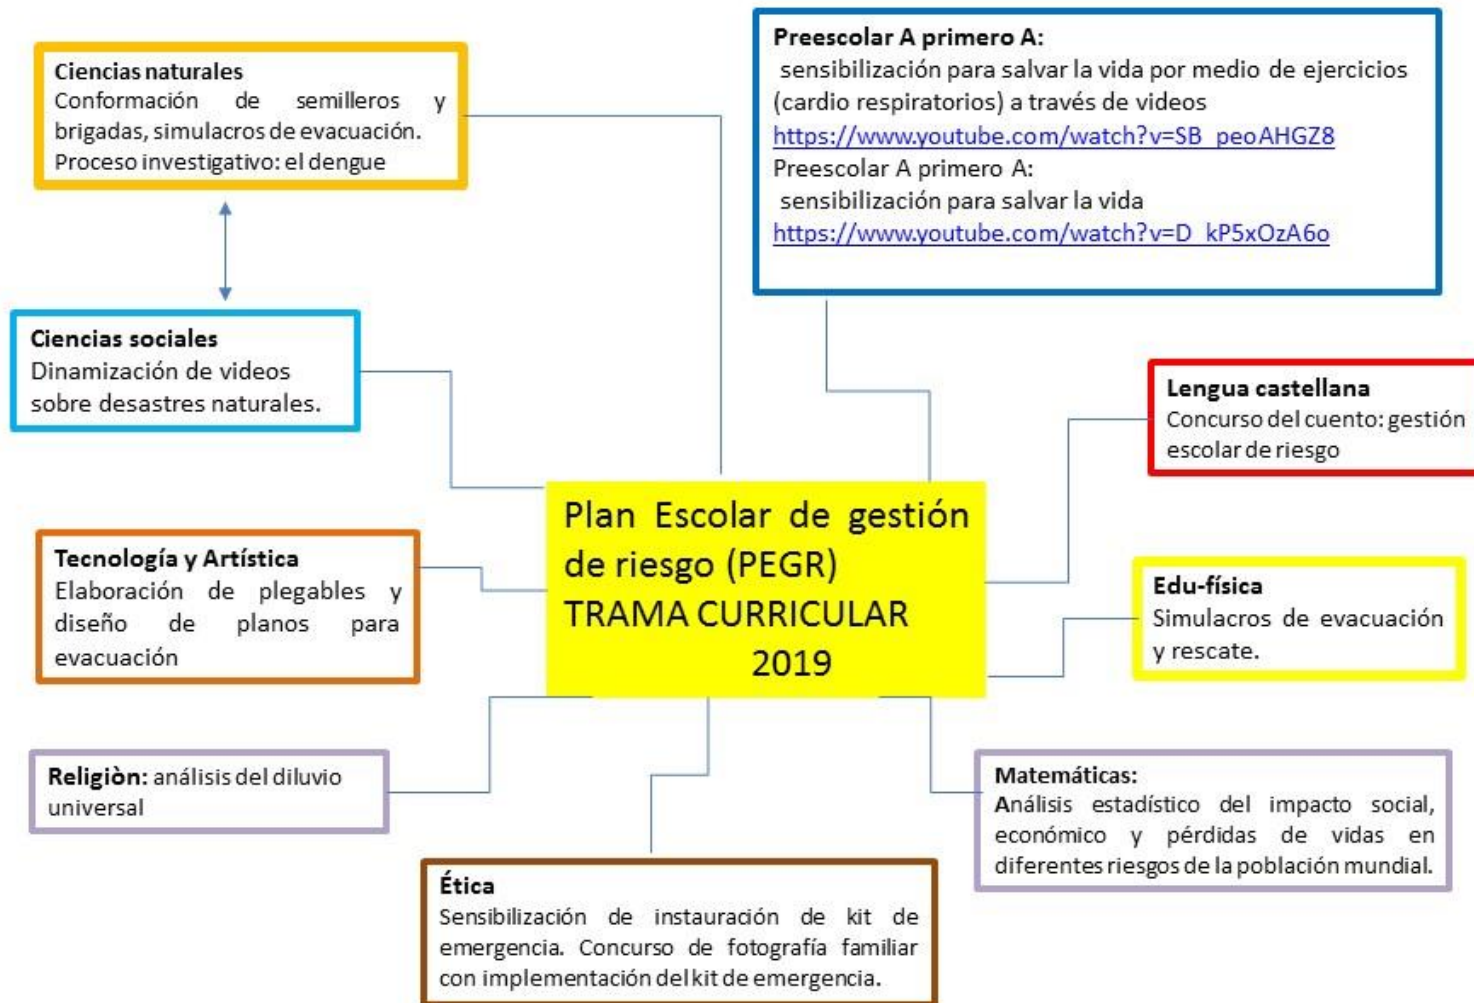 Ciencias naturales
Conformación de semilleros y
brigadas, simulacros de evacuación.
Proceso investigativo: el dengue
Preescolar A primero A:
sensibilización para salvar la vida por medio de ejercicios
(cardio respiratorios) a través de videos
https://www.youtube.com/watch?v=SB_peoAHGZ8
Preescolar A primero A:
sensibilización para salvar la vida
https://www.youtube.com/watch?v=D_kP5xOzA6o
Ciencias sociales
Dinamización de videos
sobre desastres naturales.
Lengua castellana
Concurso del cuento: gestión
escolar de riesgo
Plan Escolar de gestión
de riesgo (PEGR)
TRAMA CURRICULAR
2019
Tecnología y Artística
Elaboración de plegables y
diseño de planos para
evacuación
Edu-física
Simulacros de evacuación
y rescate.
Religiòn: análisis del diluvio
universal
Matemáticas:
Análisis estadístico del impacto social,
económico y pérdidas de vidas en
diferentes riesgos de la población mundial.
Ética
Sensibilización de instauración de kit de
emergencia. Concurso de fotografía familiar
con implementación del kit de emergencia.